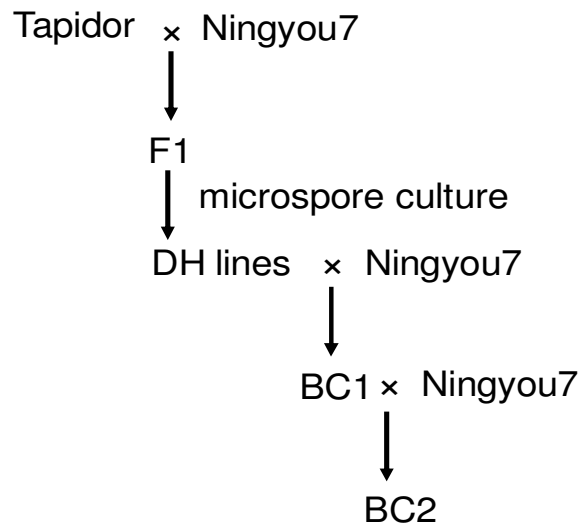 Tapidor × Ningyou7
F1
microspore culture
DH lines × Ningyou7
BC1 × Ningyou7
BC2